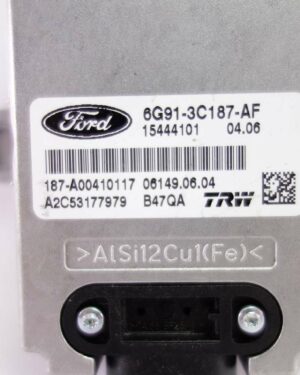 Ford
6G91-3C187-AF
15444101 04.06
187-A00410117 06149.06.04
A2C53177979 B47QA TRW
>AlSi12Cu1(Fe)<